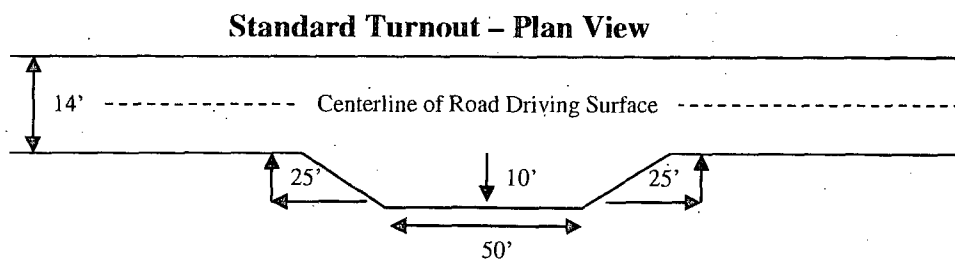 Standard Turnout – Plan View
14'
Centerline of Road Driving Surface
25'
10'
25'
50'